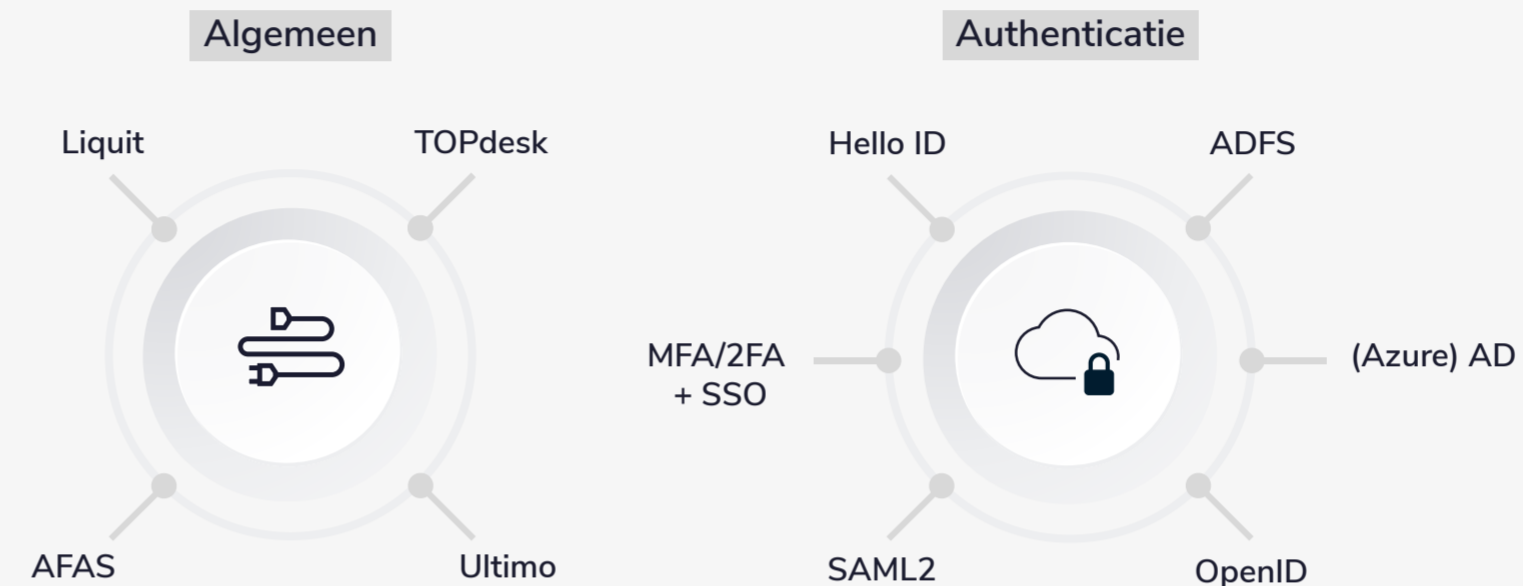 Algemeen
Liquit
TOPdesk
AFAS
Ultimo
Authenticatie
Hello ID
ADFS
MFA/2FA
+ SSO
(Azure) AD
SAML2
OpenID